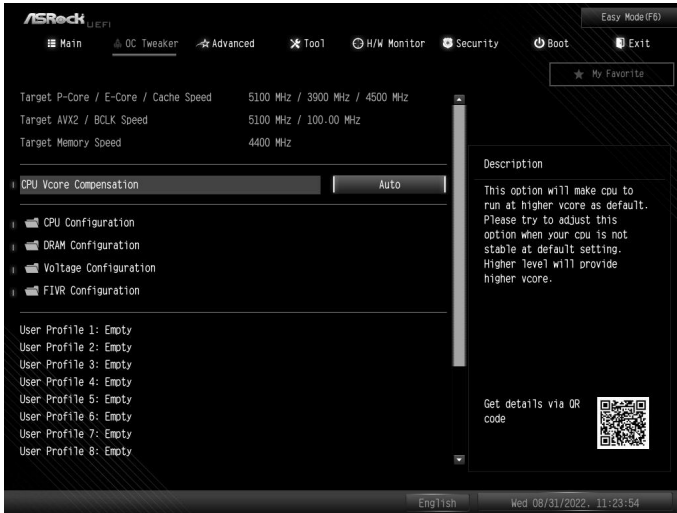 ASRock UEFI
Easy Mode(F6)
Main OC Tweaker Advanced Tool H/W Monitor Security Boot Exit
My Favorite
Target P-Core / E-Core / Cache Speed 5100 MHz / 3900 MHz / 4500 MHz
Target AVX2 / BCLK Speed 5100 MHz / 100.00 MHz
Target Memory Speed 4400 MHz
CPU Vcore Compensation Auto
CPU Configuration
DRAM Configuration
Voltage Configuration
FIVR Configuration
User Profile 1: Empty
User Profile 2: Empty
User Profile 3: Empty
User Profile 4: Empty
User Profile 5: Empty
User Profile 6: Empty
User Profile 7: Empty
User Profile 8: Empty
Description
This option will make cpu to
run at higher vcore as default.
Please try to adjust this
option when your cpu is not
stable at default setting.
Higher level will provide
higher vcore.
Get details via QR
code
English Wed 08/31/2022, 11:23:54